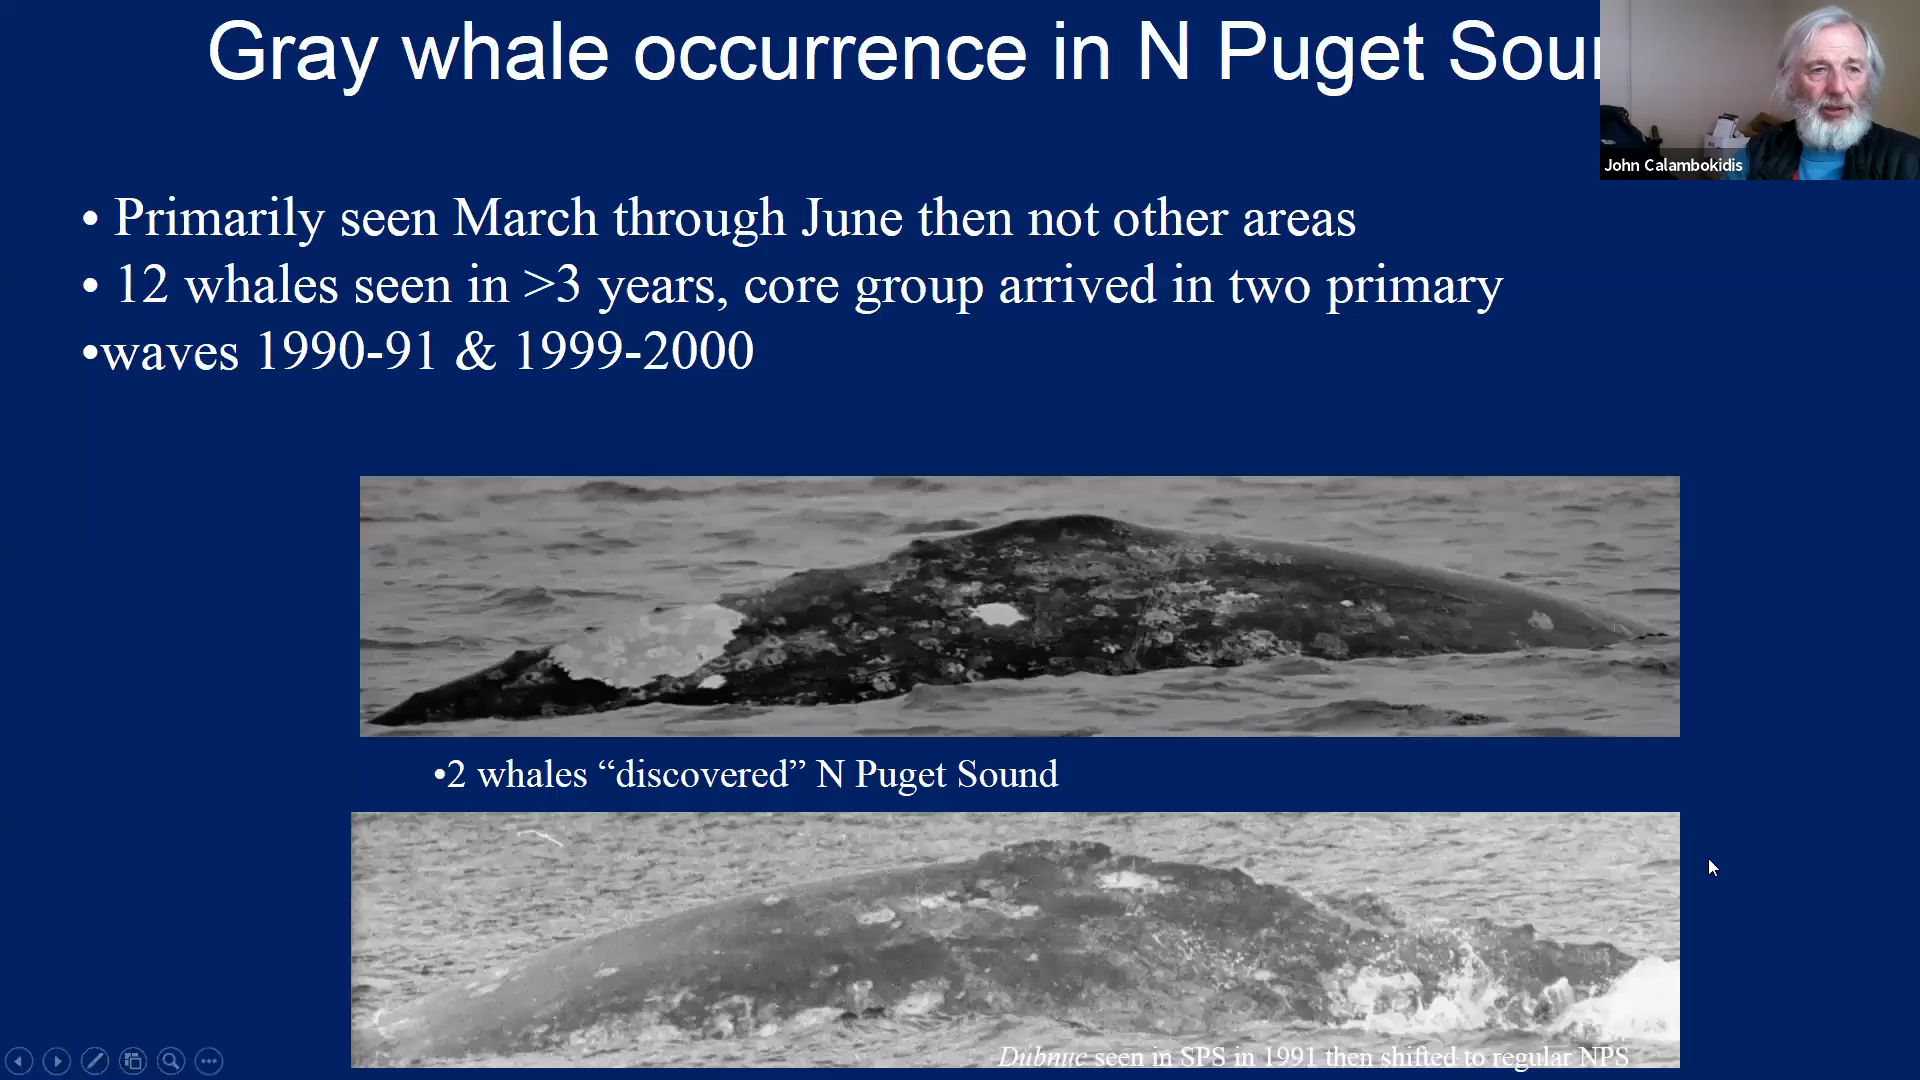 Gray whale occurrence in N Puget Soun
John Calambokidis
• Primarily seen March through June then not other areas
• 12 whales seen in >3 years, core group arrived in two primary
•waves 1990-91 & 1999-2000
•2 whales “discovered” N Puget Sound
Dubnuc seen in SPS in 1991 then shifted to regular NPS